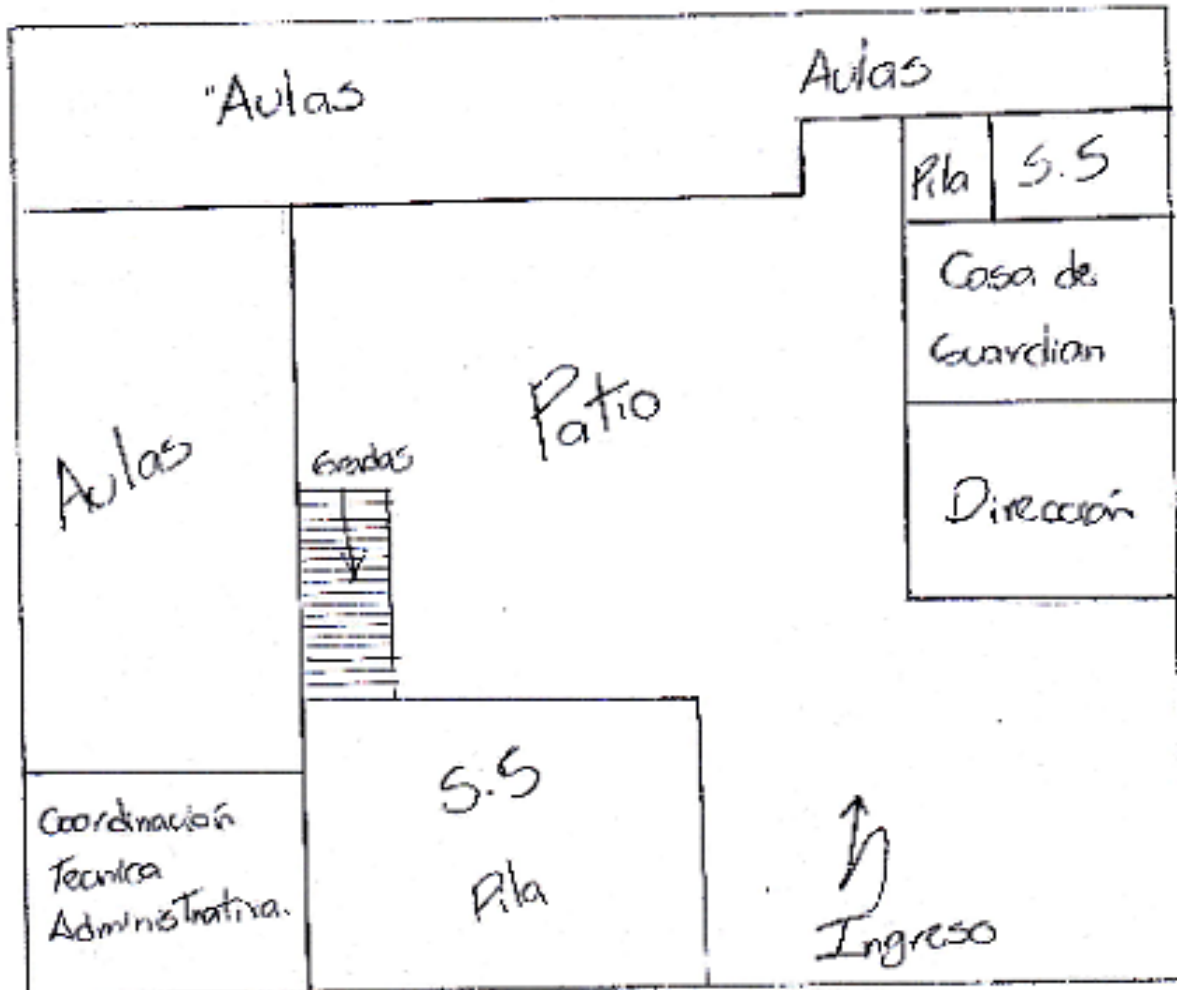 "Aulas
Aulas
Pila
S.S
Casa de
Guardian
Patio
Aulas
Gradas
Dirección
S.S
Pila
Coordinación
Tecnica
Administrativa.
Ingreso